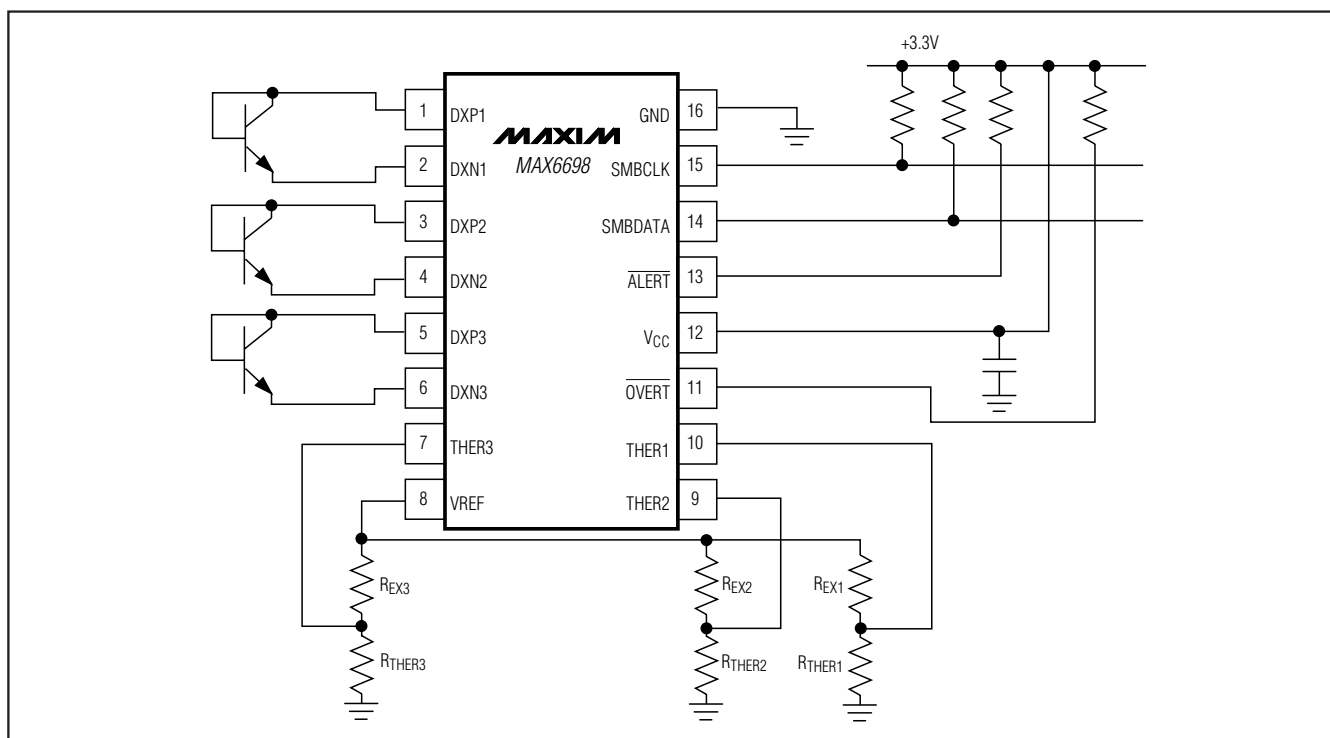 +3.3V
1 DXP1 GND 16
MAXIM
2 DXN1 MAX6698 SMBCLK 15
3 DXP2 SMBDATA 14
4 DXN2 ALERT 13
5 DXP3 VCC 12
6 DXN3 OVERT 11
7 THER3 THER1 10
8 VREF THER2 9
REX3 REX2 REX1
RTHER3 RTHER2 RTHER1